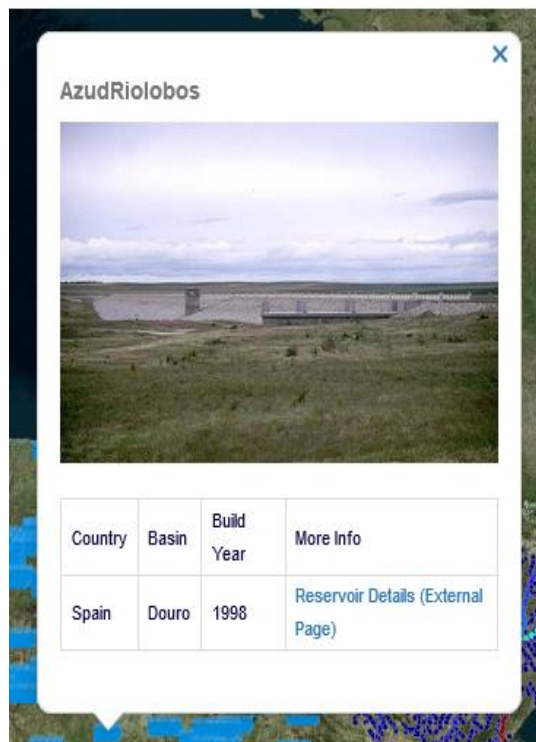 ×
AzudRiolobos
Country Basin Build Year More Info
Spain Douro 1998 Reservoir Details (External Page)